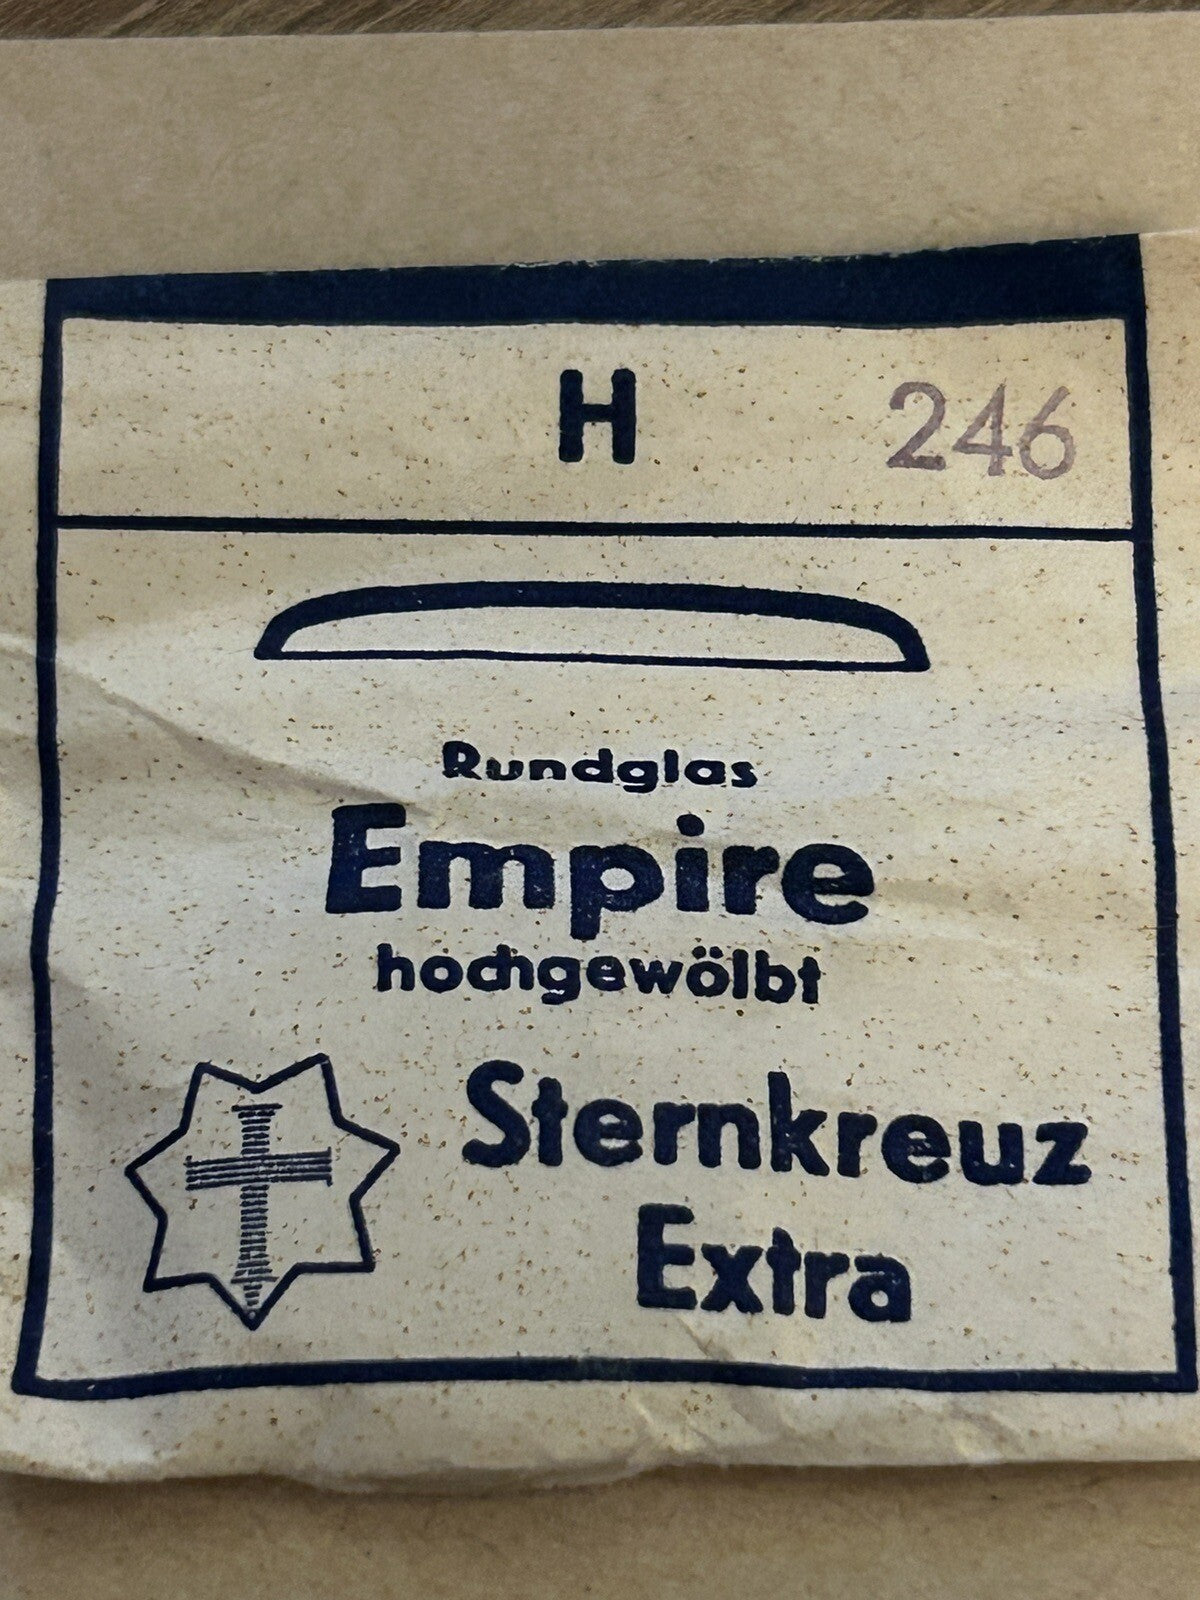 H 246
Rundglas
Empire
hochgewölbt
Sternkreuz
Extra